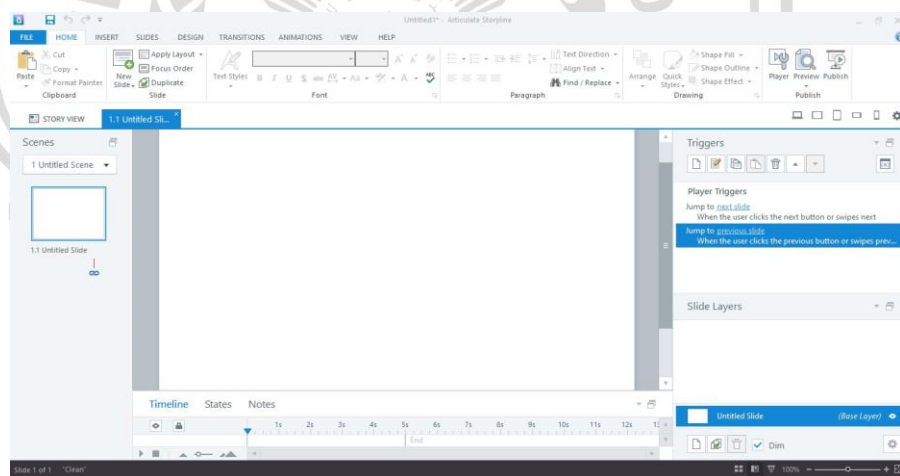 Untitled1* - Articulate Storyline
FILE HOME INSERT SLIDES DESIGN TRANSITIONS ANIMATIONS VIEW HELP
Paste
Cut
Copy
Format Painter
Clipboard
New Slide
Apply Layout
Focus Order
Duplicate
Slide
Text Styles
B I U S abc AV Aa A ABC
Font
Text Direction
Align Text
Find / Replace
Paragraph
Arrange
Quick Styles
Shape Fill
Shape Outline
Shape Effect
Drawing
Player Preview Publish
Publish
STORY VIEW 1.1 Untitled Sli...
Scenes
1 Untitled Scene
1.1 Untitled Slide
Triggers
Player Triggers
Jump to next slide
When the user clicks the next button or swipes next
Jump to previous slide
When the user clicks the previous button or swipes prev...
Slide Layers
Untitled Slide (Base Layer)
Dim
Timeline States Notes
1s 2s 3s 4s 5s 6s 7s 8s 9s 10s 11s 12s
End
Slide 1 of 1 'Clean' 100%